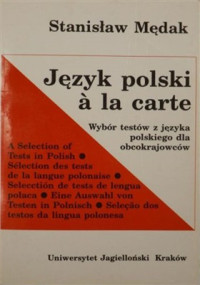 Stanisław Mędak
Język polski
à la carte
Wybór testów z języka
polskiego dla
obcokrajowców
A Selection of
Tests in Polish ●
Sélection des tests
de la langue polonaise ●
Selección de tests de lengua
polaca ● Eine Auswahl von
Testen in Polnisch ● Seleção dos
testos da lingua polonesa
Uniwersytet Jagielloński Kraków